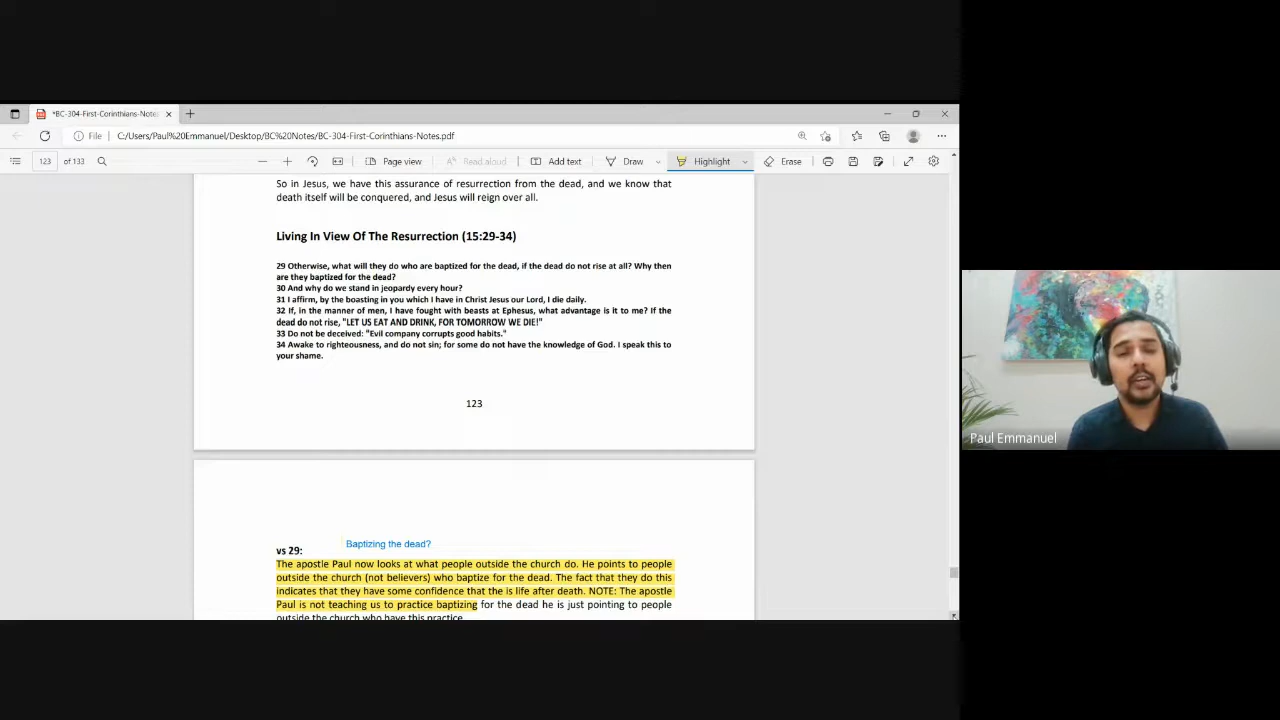 *BC-304-First-Corinthians-Notes
File
C:/Users/Paul%20Emmanuel/Desktop/BC%20Notes/BC-304-First-Corinthians-Notes.pdf
123 of 133
Page view
Read aloud
Add text
Draw
Highlight
Erase
So in Jesus, we have this assurance of resurrection from the dead, and we know that
death itself will be conquered, and Jesus will reign over all.
Living In View Of The Resurrection (15:29-34)
29 Otherwise, what will they do who are baptized for the dead, if the dead do not rise at all? Why then
are they baptized for the dead?
30 And why do we stand in jeopardy every hour?
31 I affirm, by the boasting in you which I have in Christ Jesus our Lord, I die daily.
32 If, in the manner of men, I have fought with beasts at Ephesus, what advantage is it to me? If the
dead do not rise, "LET US EAT AND DRINK, FOR TOMORROW WE DIE!"
33 Do not be deceived: "Evil company corrupts good habits."
34 Awake to righteousness, and do not sin; for some do not have the knowledge of God. I speak this to
your shame.
123
Baptizing the dead?
vs 29:
The apostle Paul now looks at what people outside the church do. He points to people
outside the church (not believers) who baptize for the dead. The fact that they do this
indicates that they have some confidence that the is life after death. NOTE: The apostle
Paul is not teaching us to practice baptizing for the dead he is just pointing to people
outside the church who have this practice.
Paul Emmanuel